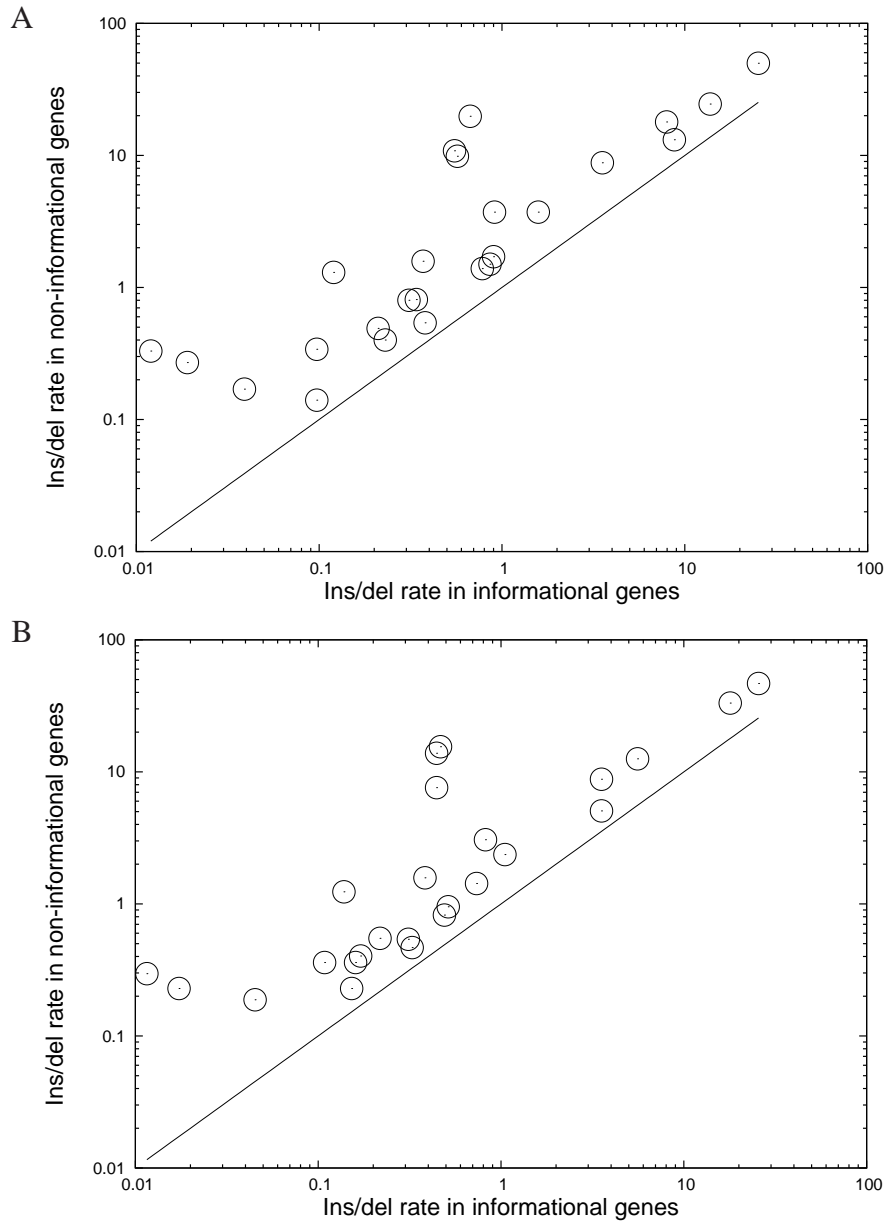 A
100
10
1
0.1
0.01
Ins/del rate in non-informational genes
0.01 0.1 1 10 100
Ins/del rate in informational genes
B
100
10
1
0.1
0.01
Ins/del rate in non-informational genes
0.01 0.1 1 10 100
Ins/del rate in informational genes